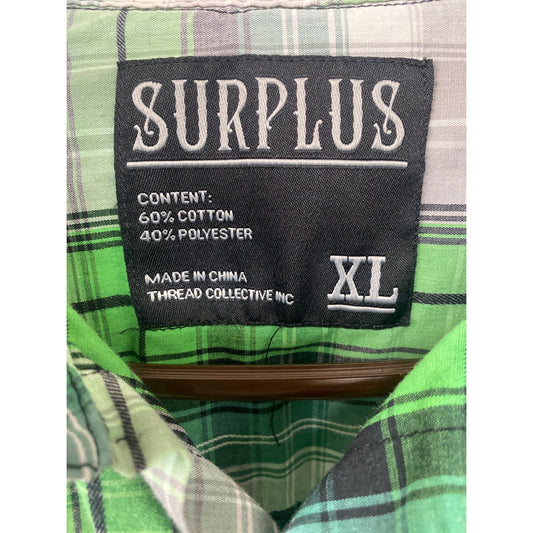 SURPLUS
CONTENT:
60% COTTON
40% POLYESTER
MADE IN CHINA
THREAD COLLECTIVE INC
XL